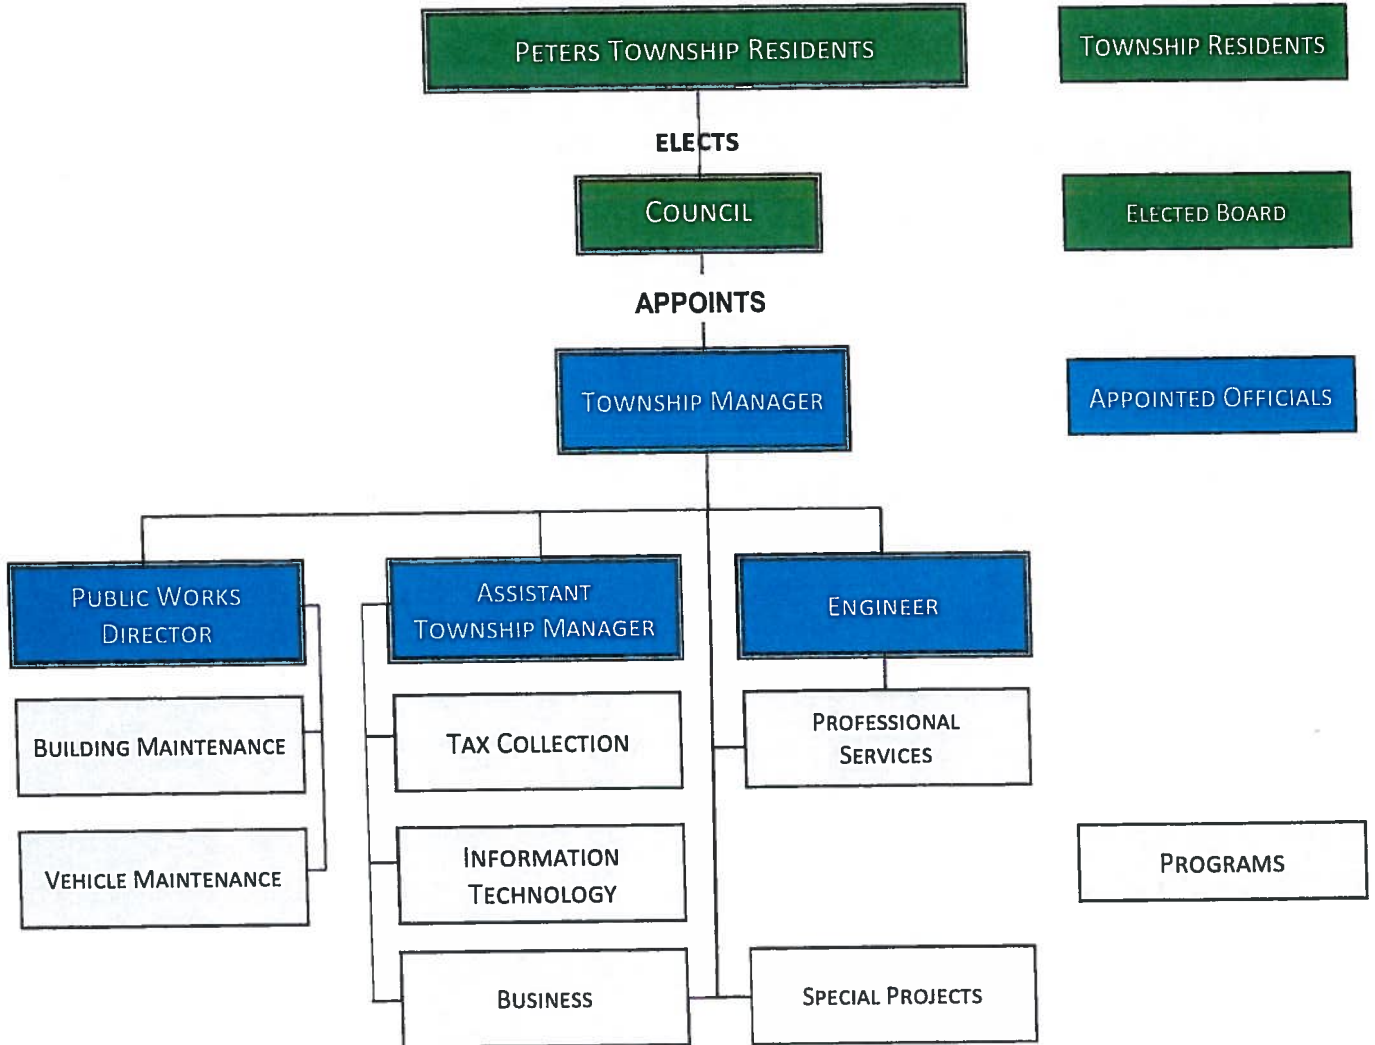 PETERS TOWNSHIP RESIDENTS
TOWNSHIP RESIDENTS
ELECTS
COUNCIL
ELECTED BOARD
APPOINTS
TOWNSHIP MANAGER
APPOINTED OFFICIALS
PUBLIC WORKS
DIRECTOR
ASSISTANT
TOWNSHIP MANAGER
ENGINEER
BUILDING MAINTENANCE
TAX COLLECTION
PROFESSIONAL
SERVICES
VEHICLE MAINTENANCE
INFORMATION
TECHNOLOGY
PROGRAMS
BUSINESS
SPECIAL PROJECTS